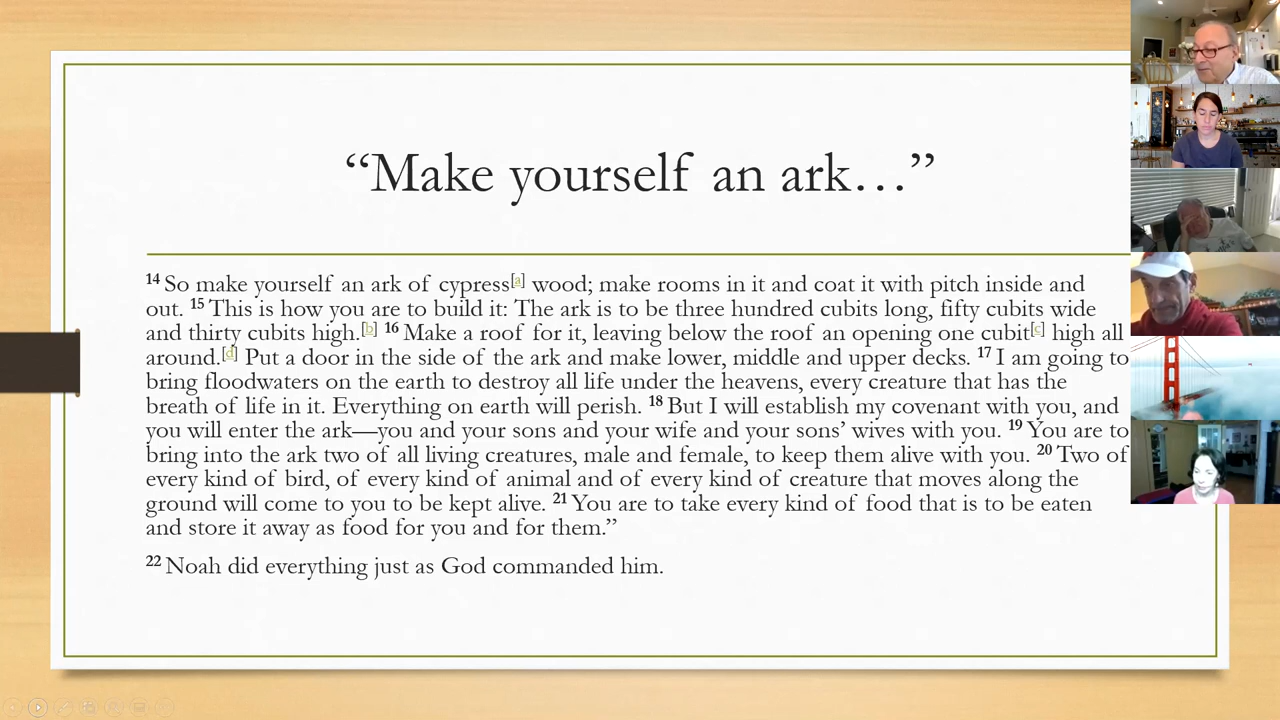 “Make yourself an ark…”
14 So make yourself an ark of cypress[a] wood; make rooms in it and coat it with pitch inside and
out. 15 This is how you are to build it: The ark is to be three hundred cubits long, fifty cubits wide
and thirty cubits high.[b] 16 Make a roof for it, leaving below the roof an opening one cubit[c] high all
around.[d] Put a door in the side of the ark and make lower, middle and upper decks. 17 I am going to
bring floodwaters on the earth to destroy all life under the heavens, every creature that has the
breath of life in it. Everything on earth will perish. 18 But I will establish my covenant with you, and
you will enter the ark—you and your sons and your wife and your sons’ wives with you. 19 You are to
bring into the ark two of all living creatures, male and female, to keep them alive with you. 20 Two of
every kind of bird, of every kind of animal and of every kind of creature that moves along the
ground will come to you to be kept alive. 21 You are to take every kind of food that is to be eaten
and store it away as food for you and for them.”
22 Noah did everything just as God commanded him.